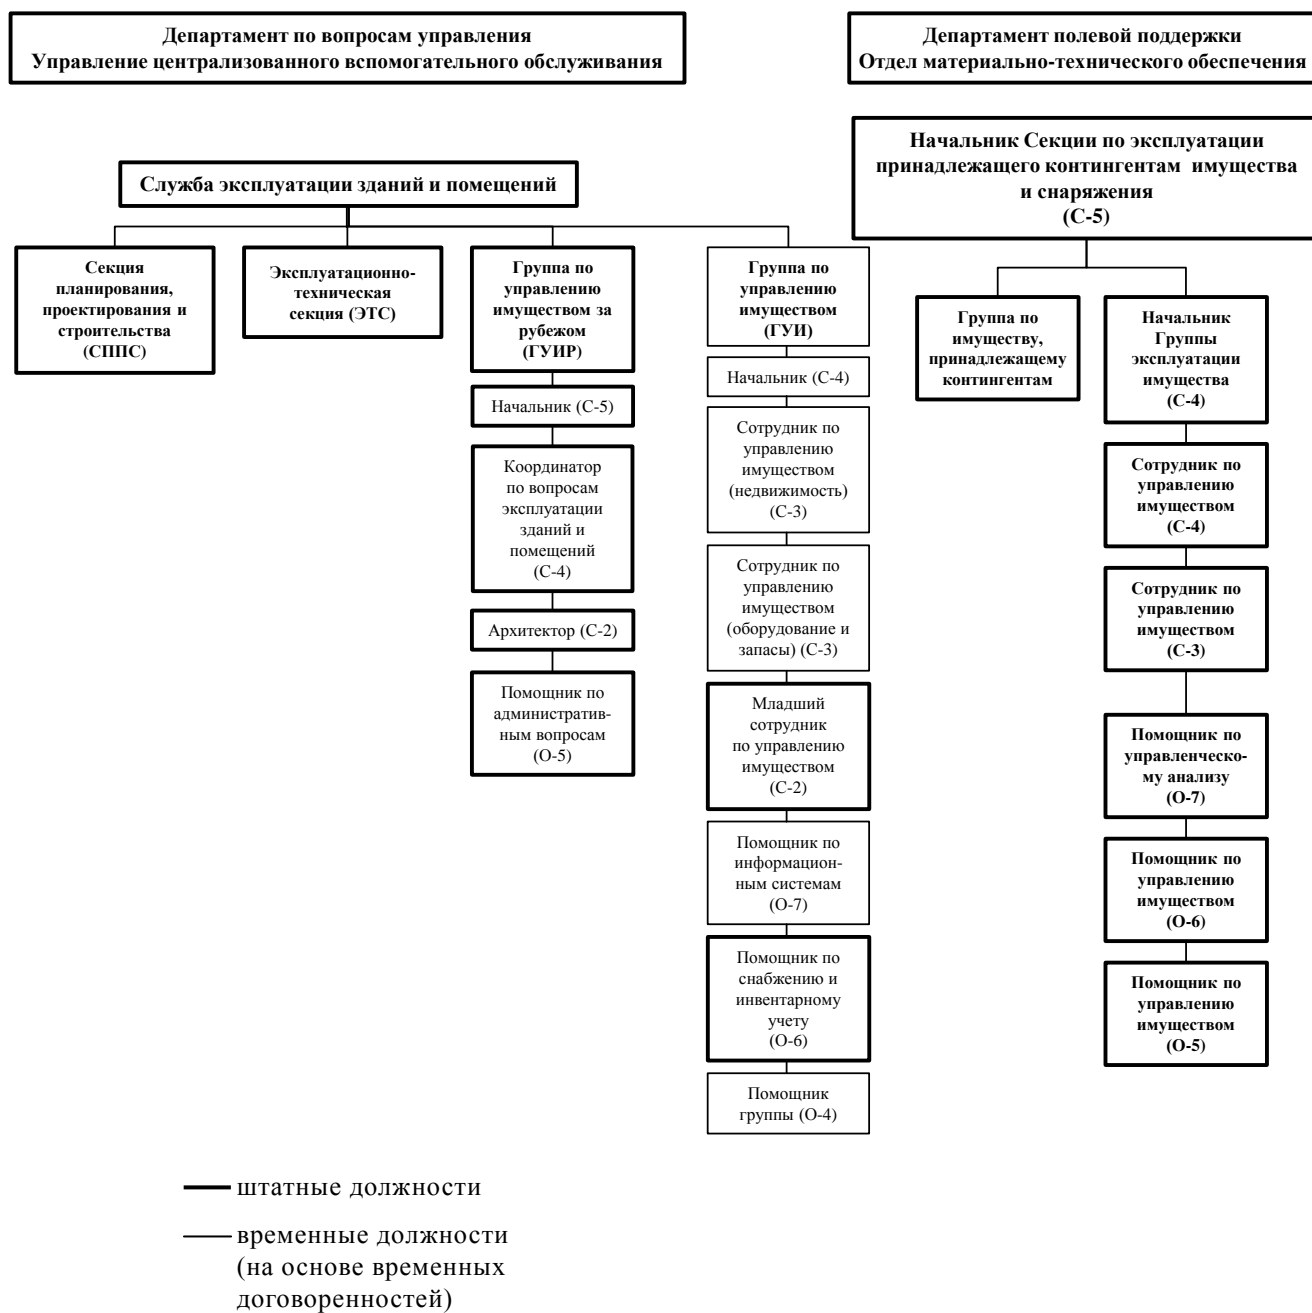 Департамент по вопросам управления
Управление централизованного вспомогательного обслуживания
Департамент полевой поддержки
Отдел материально-технического обеспечения
Служба эксплуатации зданий и помещений
Секция
планирования,
проектирования и
строительства
(СППС)
Эксплуатационно-
техническая
секция (ЭТС)
Группа по
управлению
имуществом за
рубежом
(ГУИР)
Начальник (С-5)
Координатор
по вопросам
эксплуатации
зданий и
помещений
(С-4)
Архитектор (С-2)
Помощник по
административ-
ным вопросам
(О-5)
Группа по
управлению
имуществом
(ГУИ)
Начальник (С-4)
Сотрудник по
управлению
имуществом
(недвижимость)
(С-3)
Сотрудник по
управлению
имуществом
(оборудование и
запасы) (С-3)
Младший
сотрудник
по управлению
имуществом
(С-2)
Помощник по
информацион-
ным системам
(О-7)
Помощник по
снабжению и
инвентарному
учету
(О-6)
Помощник
группы (О-4)
Начальник Секции по эксплуатации
принадлежащего контингентам имущества
и снаряжения
(С-5)
Группа по
имуществу,
принадлежащему
контингентам
Начальник
Группы
эксплуатации
имущества
(С-4)
Сотрудник по
управлению
имуществом
(С-4)
Сотрудник по
управлению
имуществом
(С-3)
Помощник по
управленческо-
му анализу
(О-7)
Помощник по
управлению
имуществом
(О-6)
Помощник по
управлению
имуществом
(О-5)
штатные должности
временные должности
(на основе временных
договоренностей)